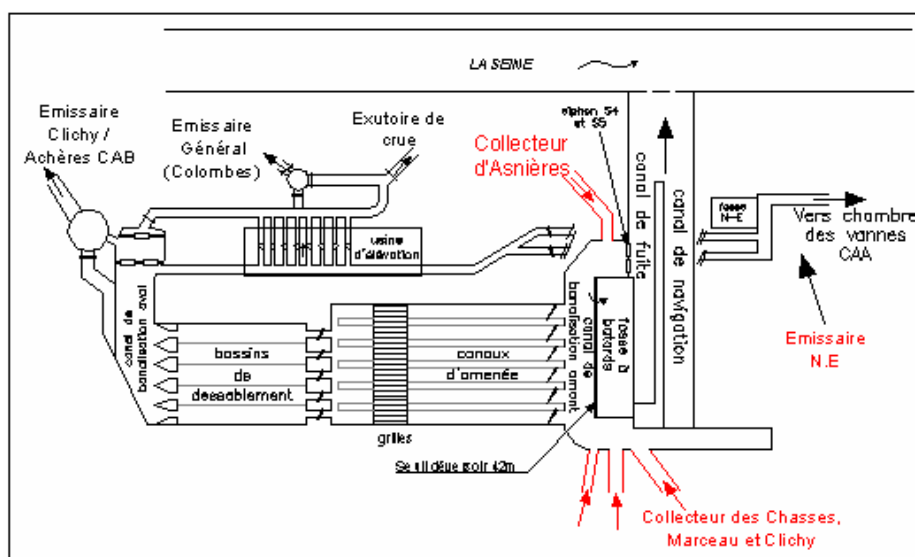 LA SEINE
Emissaire
Clichy /
Achères CAB
Emissaire
Général
(Colombes)
Exutoire de
crue
siphon S4
et S5
Collecteur
d'Asnières
canal de fuite
canal de navigation
fosse
N-E
Vers chambre
des vannes
CAA
Emissaire
N.E
usine
d'élévation
canal de
banalisation aval
bassins
de
dessablement
canaux
d'amenée
grilles
canal de
banalisation amont
fosse à
batards
Seuil déversoir 42m
Collecteur des Chasses,
Marceau et Clichy